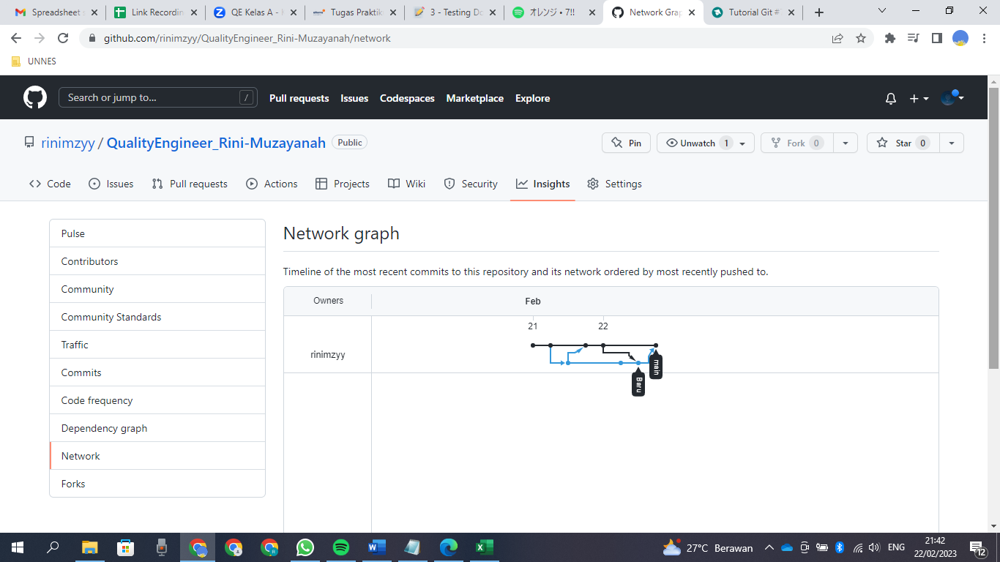 Spreadsheet s
Link Recordin
QE Kelas A -
Tugas Praktik
3 - Testing Do
オレンジ • 7!!
Network Grap
Tutorial Git #
github.com/rinimzyy/QualityEngineer_Rini-Muzayanah/network
UNNES
Search or jump to... /
Pull requests Issues Codespaces Marketplace Explore
rinimzyy / QualityEngineer_Rini-Muzayanah Public
Pin Unwatch 1 Fork 0 Star 0
Code Issues Pull requests Actions Projects Wiki Security Insights Settings
Pulse
Contributors
Community
Community Standards
Traffic
Commits
Code frequency
Dependency graph
Network
Forks
Network graph
Timeline of the most recent commits to this repository and its network ordered by most recently pushed to.
Owners Feb
21 22
rinimzyy
main
Baru
27°C Berawan
ENG
21:42
22/02/2023
12